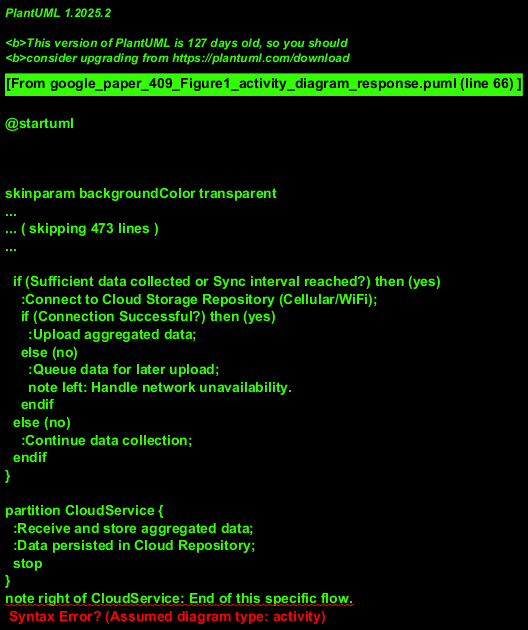 PlantUML 1.2025.2
<b>This version of PlantUML is 127 days old, so you should
<b>consider upgrading from https://plantuml.com/download
[From google_paper_409_Figure1_activity_diagram_response.puml (line 66) ]
@startuml
skinparam backgroundColor transparent
...
... ( skipping 473 lines )
...
if (Sufficient data collected or Sync interval reached?) then (yes)
:Connect to Cloud Storage Repository (Cellular/WiFi);
if (Connection Successful?) then (yes)
:Upload aggregated data;
else (no)
:Queue data for later upload;
note left: Handle network unavailability.
endif
else (no)
:Continue data collection;
endif
}
partition CloudService {
:Receive and store aggregated data;
:Data persisted in Cloud Repository;
stop
}
note right of CloudService: End of this specific flow.
Syntax Error? (Assumed diagram type: activity)